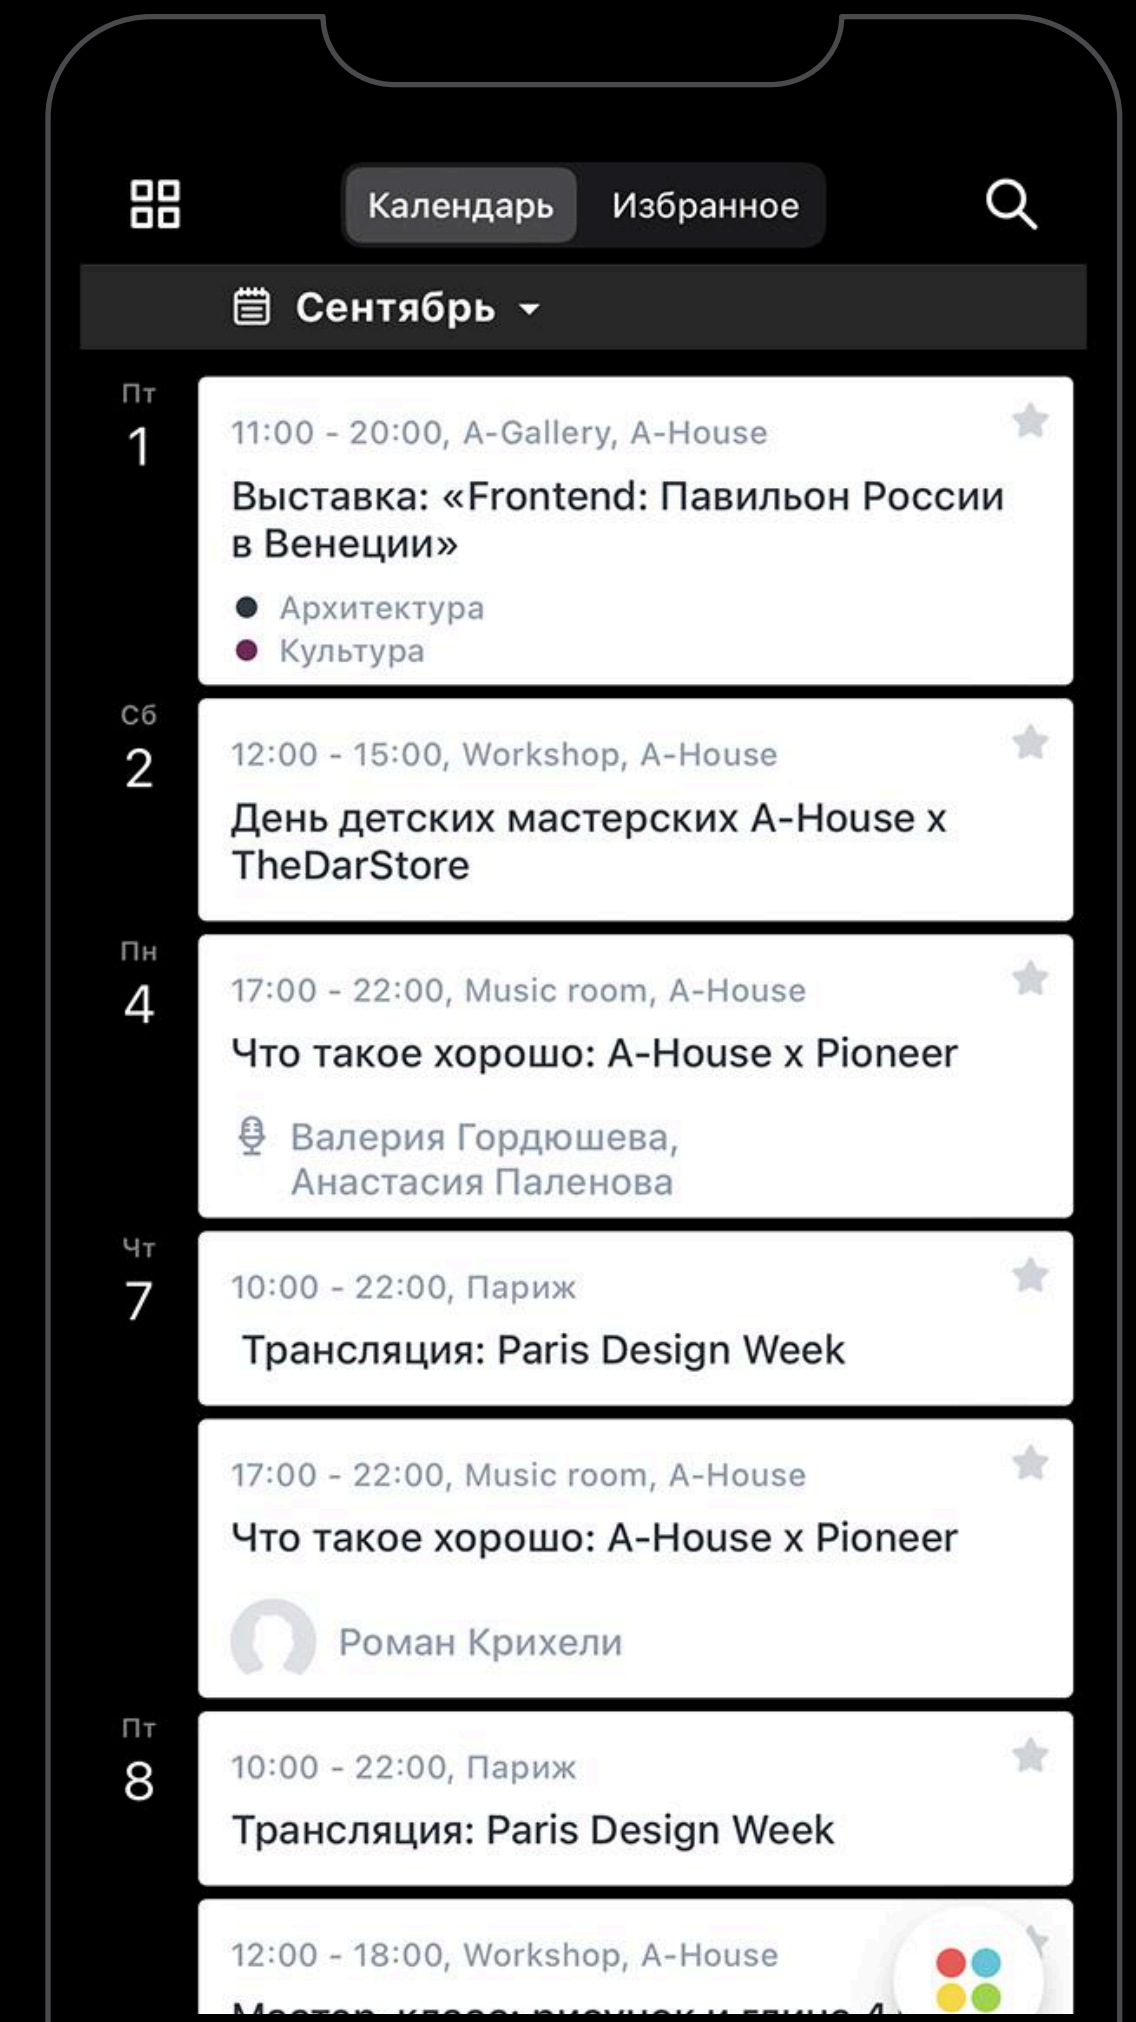 Календарь Избранное
Сентябрь
Пт
1
11:00 - 20:00, A-Gallery, A-House
Выставка: «Frontend: Павильон России
в Венеции»
Архитектура
Культура
Сб
2
12:00 - 15:00, Workshop, A-House
День детских мастерских A-House x
TheDarStore
Пн
4
17:00 - 22:00, Music room, A-House
Что такое хорошо: A-House x Pioneer
Валерия Гордюшева,
Анастасия Паленова
Чт
7
10:00 - 22:00, Париж
Трансляция: Paris Design Week
17:00 - 22:00, Music room, A-House
Что такое хорошо: A-House x Pioneer
Роман Крихели
Пт
8
10:00 - 22:00, Париж
Трансляция: Paris Design Week
12:00 - 18:00, Workshop, A-House